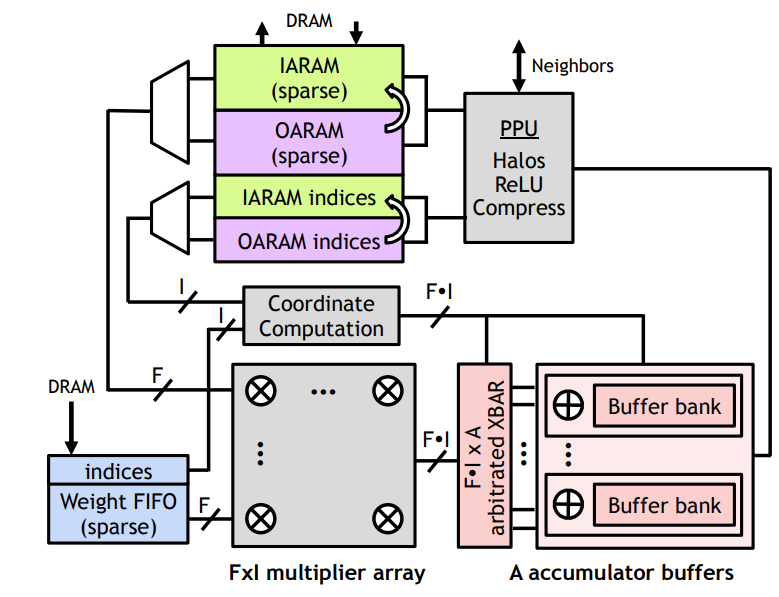 DRAM
IARAM
(sparse)
OARAM
(sparse)
IARAM indices
OARAM indices
Neighbors
PPU
Halos
ReLU
Compress
I
I
Coordinate
Computation
F•I
DRAM
F
indices
Weight FIFO
(sparse)
F
...
...
F•I
F•I x A
arbitrated XBAR
...
Buffer bank
...
Buffer bank
FxI multiplier array
A accumulator buffers